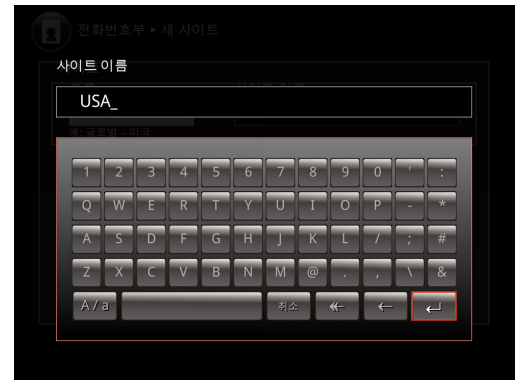 전화번호부 ▸ 새 사이트
사이트 이름
USA_
예: 글로벌 – 미국
1 2 3 4 5 6 7 8 9 0 ' :
Q W E R T Y U I O P - *
A S D F G H J K L / ; #
Z X C V B N M @ . , \ &
A / a 취소